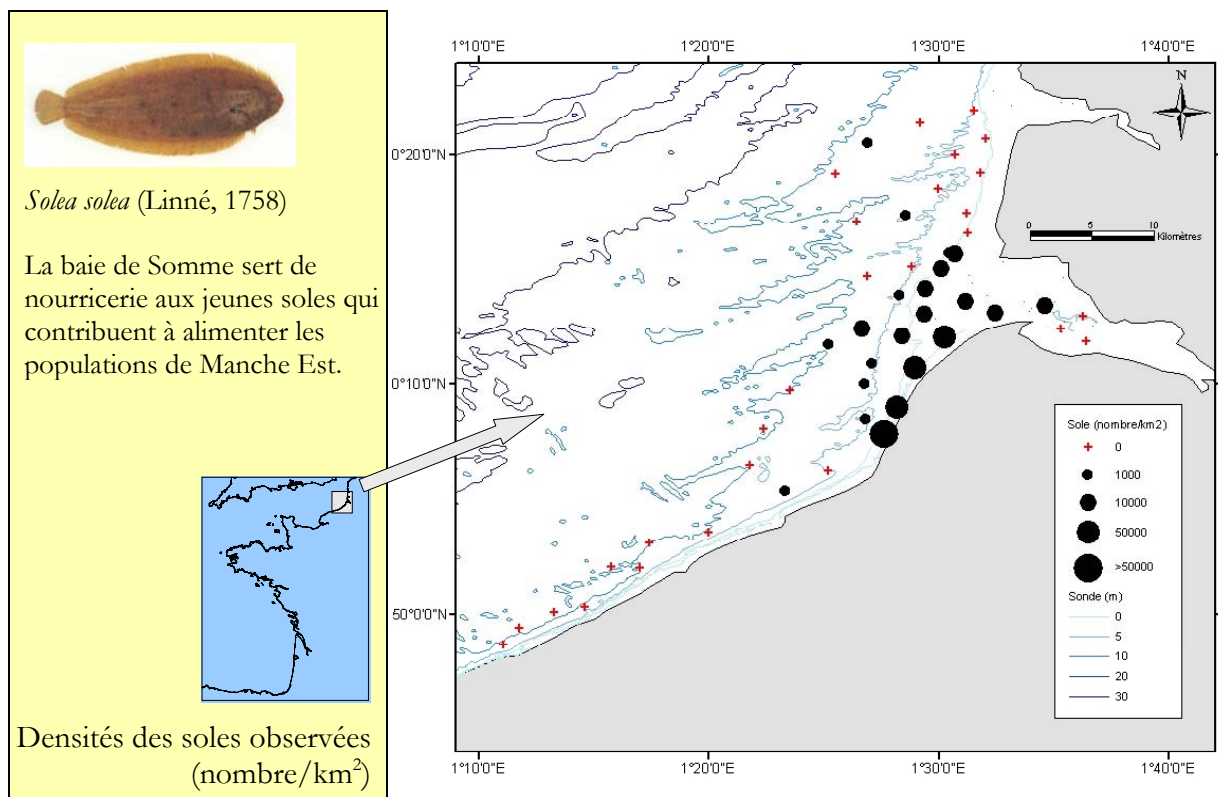 Solea solea (Linné, 1758)
La baie de Somme sert de
nourricerie aux jeunes soles qui
contribuent à alimenter les
populations de Manche Est.
Densités des soles observées
(nombre/km2)
1°10'0"E
1°20'0"E
1°30'0"E
1°40'0"E
N
0°20'0"N
0 5 10
Kilomètres
0°10'0"N
50°0'0"N
Sole (nombre/km2)
0
1000
10000
50000
>50000
Sonde (m)
0
5
10
20
30
1°10'0"E
1°20'0"E
1°30'0"E
1°40'0"E